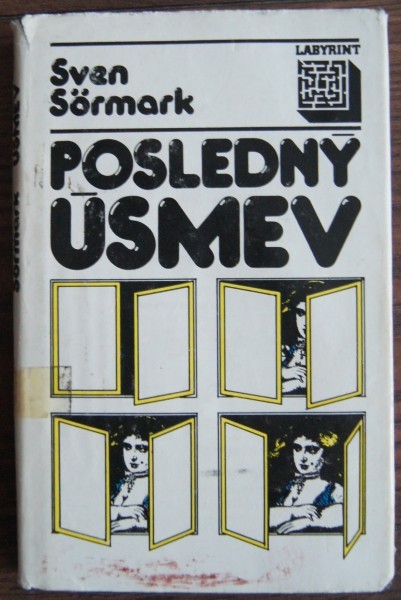 Sven
Sörmark
LABYRINT
POSLEDNÝ
ÚSMEV